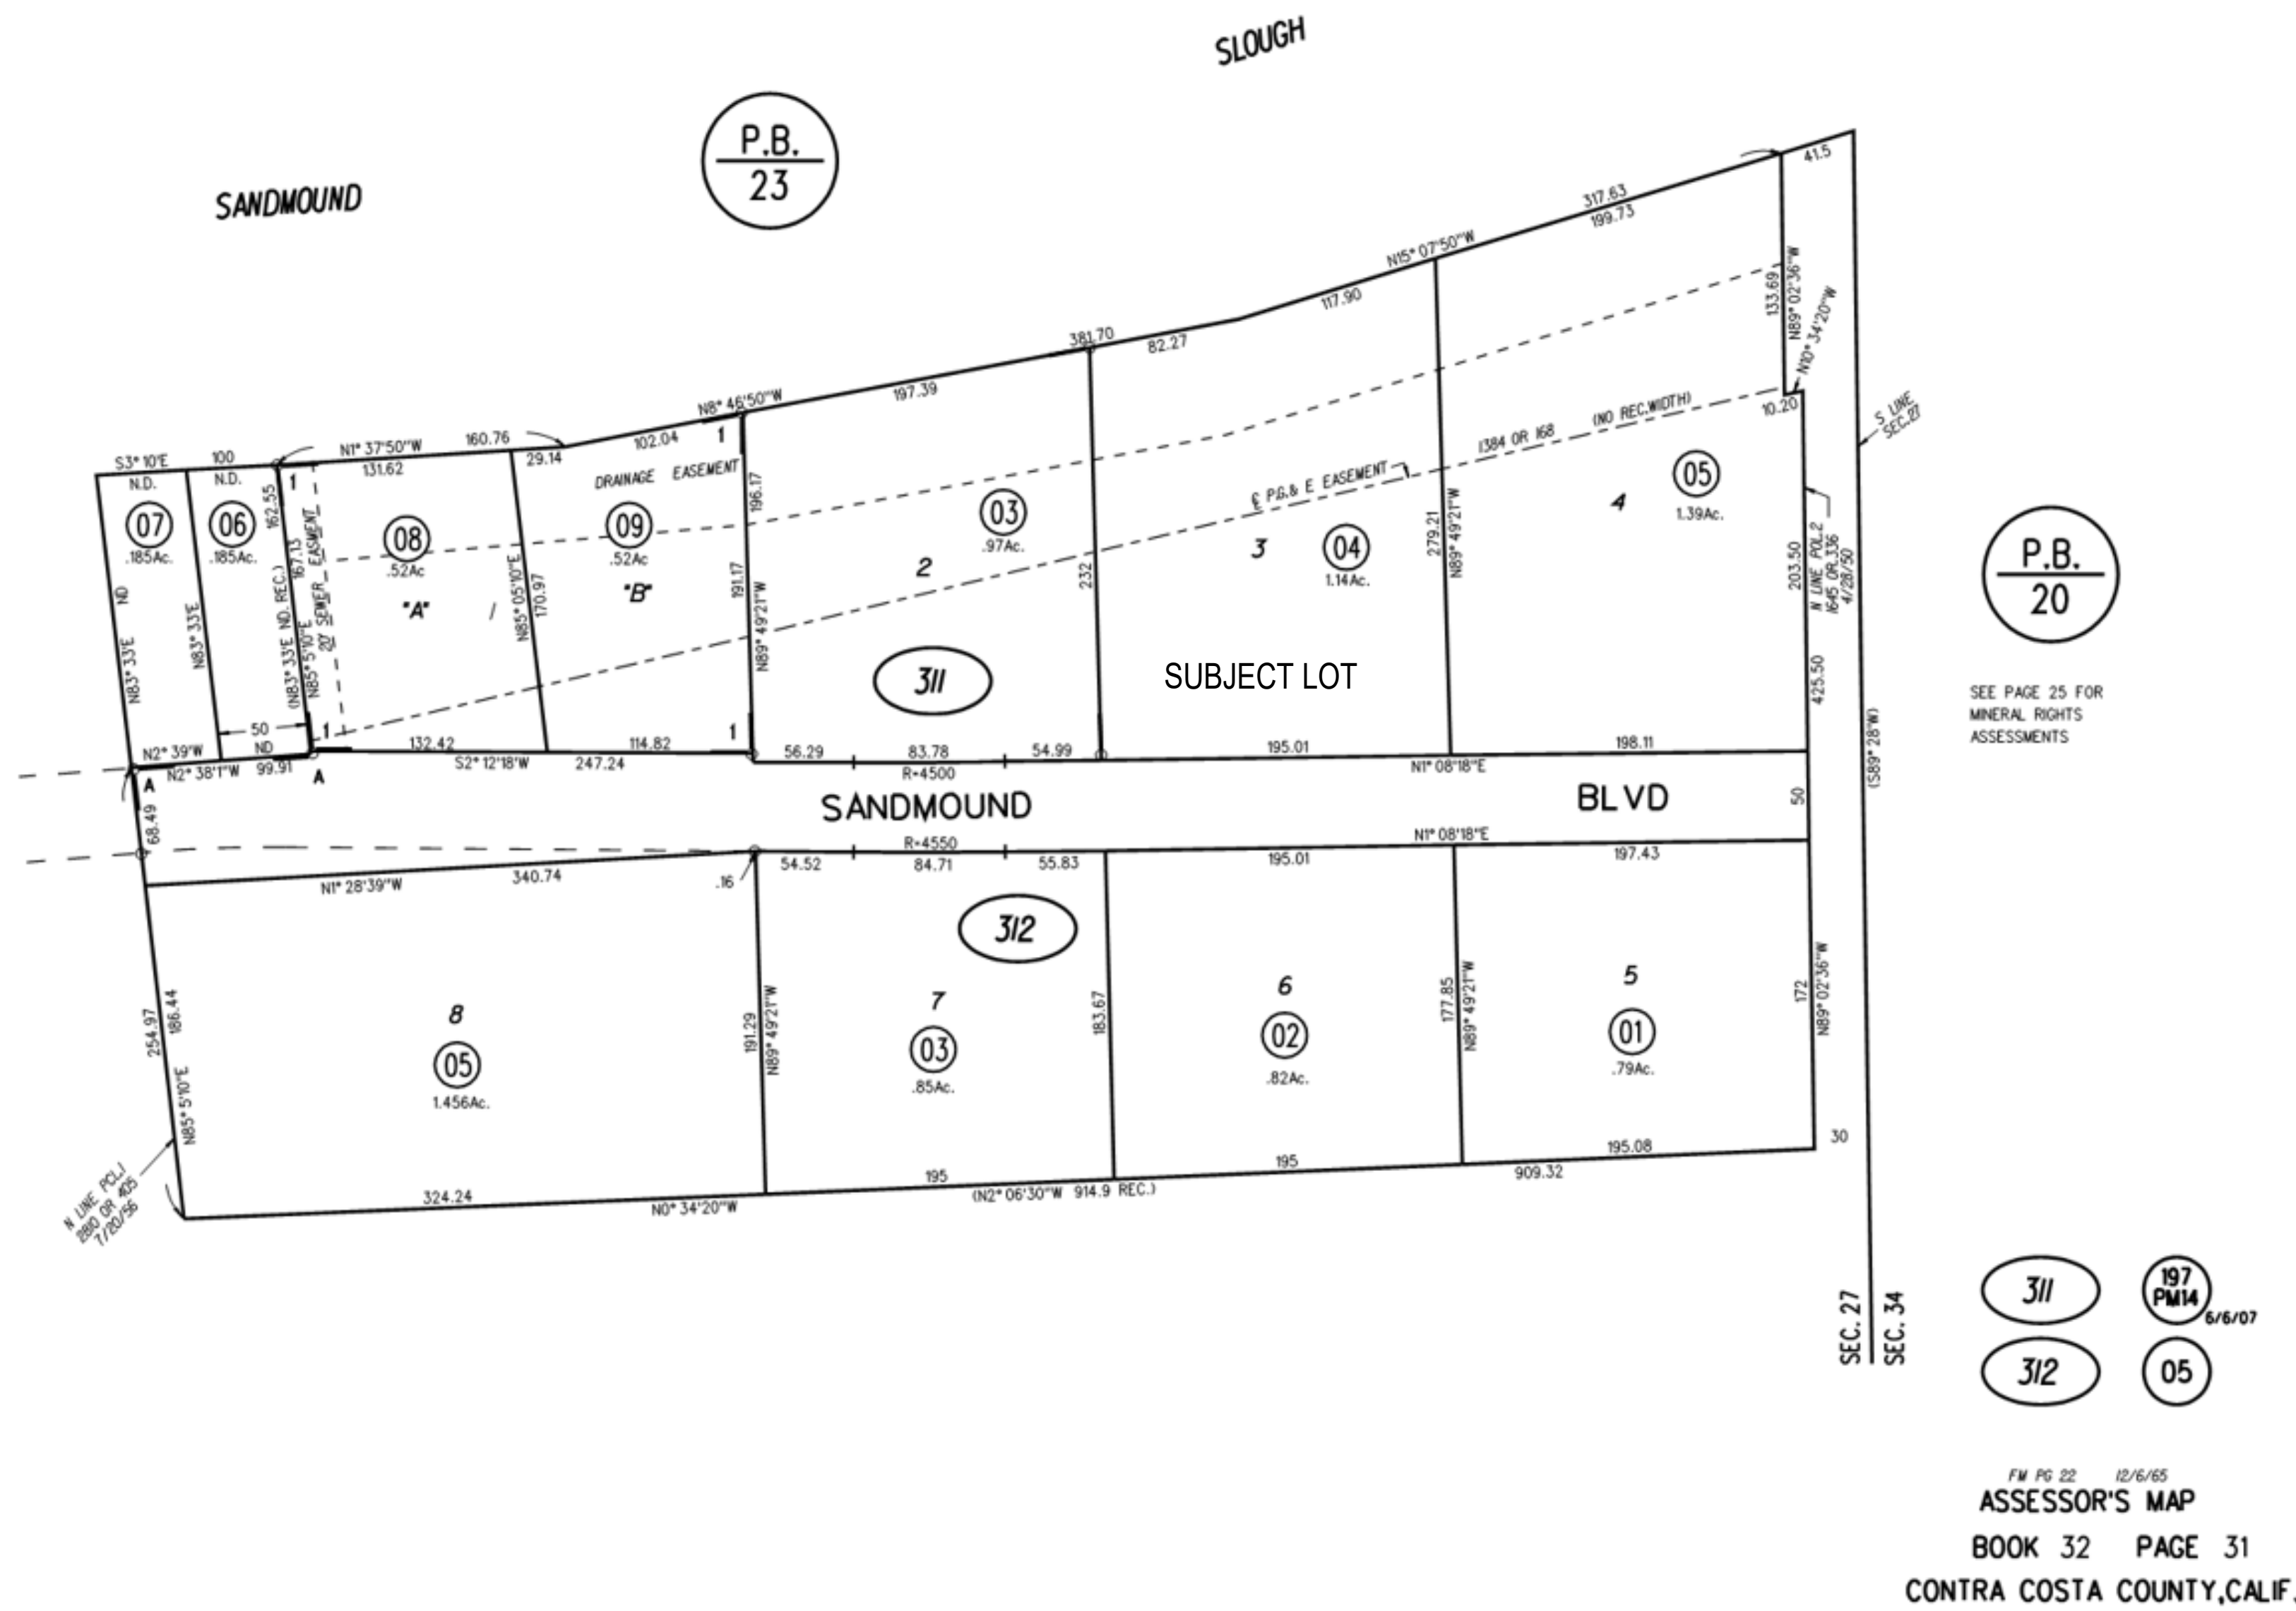 SLOUGH
P.B.
23
SANDMOUND
41.5
317.63
199.73
N15° 07'50"W
117.90
133.69
N89° 02'36"W
N10° 34'20"W
381.70
82.27
197.39
N8° 46'50"W
102.04
10.20
S LINE
SEC.27
1384 OR 168
(NO REC.WIDTH)
S3° 10'E
100
N.D.
N.D.
N1° 37'50"W
160.76
131.62
29.14
1
1
DRAINAGE EASEMENT
℄ P.G.& E EASEMENT
07
.185Ac.
06
.185Ac.
162.55
167.13
(N83° 33'E ND. REC.)
N85° 5'10"E
20' SEWER EASMENT
08
.52Ac
"A"
/
N85° 05'10"E
170.97
09
.52Ac
"B"
196.17
191.17
N89° 49'21"W
03
.97Ac.
2
232
3
04
1.14Ac.
279.21
N89° 49'21"W
4
05
1.39Ac.
203.50
N LINE PCL.2
1645 OR.336
4/28/50
425.50
P.B.
20
SEE PAGE 25 FOR
MINERAL RIGHTS
ASSESSMENTS
ND
N83° 33'E
N83° 33'E
311
SUBJECT LOT
50
1
1
N2° 39'W
ND
N2° 38'1"W
99.91
A
A
132.42
114.82
S2° 12'18"W
247.24
56.29
83.78
54.99
R=4500
195.01
198.11
N1° 08'18"E
(S89° 28"W)
68.49
SANDMOUND
BLVD
50
R=4550
N1° 08'18"E
54.52
84.71
55.83
195.01
197.43
.16
N1° 28'39"W
340.74
312
254.97
186.44
N85° 5'10"E
8
05
1.456Ac.
191.29
N89° 49'21"W
7
03
.85Ac.
183.67
6
02
.82Ac.
177.85
N89° 49'21"W
5
01
.79Ac.
172
N89° 02'36"W
30
N LINE PCL.1
2810 OR 405
7/20/56
324.24
N0° 34'20"W
195
(N2° 06'30"W 914.9 REC.)
195
195.08
909.32
SEC. 27
SEC. 34
311
197
PM14
6/6/07
312
05
FM PG 22 12/6/65
ASSESSOR'S MAP
BOOK 32 PAGE 31
CONTRA COSTA COUNTY,CALIF.